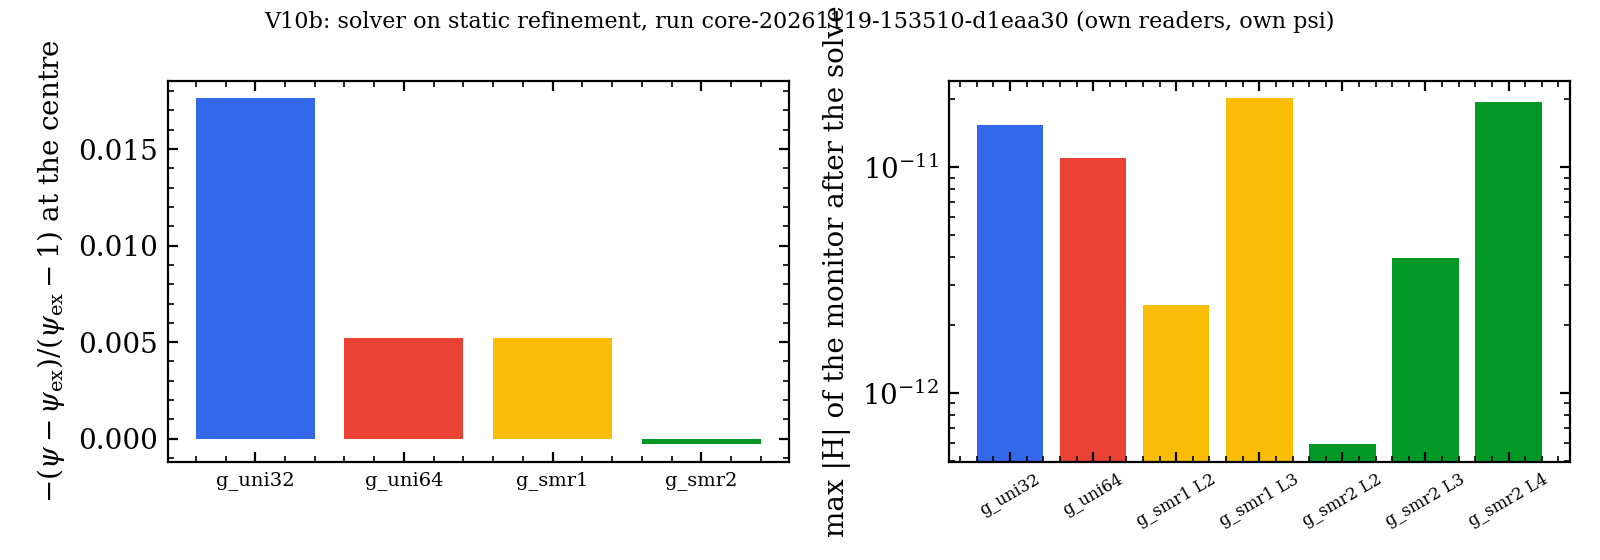 V10b: solver on static refinement, run core-20261119-153510-d1eaa30 (own readers, own psi)
−(ψ − ψ_ex)/(ψ_ex − 1) at the centre
0.015
0.010
0.005
0.000
g_uni32 g_uni64 g_smr1 g_smr2
max |H| of the monitor after the solve
10⁻¹¹
10⁻¹²
g_uni32 g_uni64 g_smr1 L2 g_smr1 L3 g_smr2 L2 g_smr2 L3 g_smr2 L4